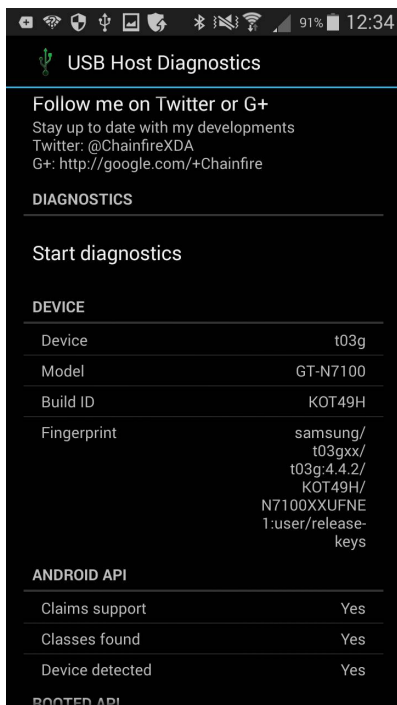 91% 12:34
USB Host Diagnostics
Follow me on Twitter or G+
Stay up to date with my developments
Twitter: @ChainfireXDA
G+: http://google.com/+Chainfire
DIAGNOSTICS
Start diagnostics
DEVICE
Device t03g
Model GT-N7100
Build ID KOT49H
Fingerprint samsung/
t03gxx/
t03g:4.4.2/
KOT49H/
N7100XXUFNE
1:user/release-
keys
ANDROID API
Claims support Yes
Classes found Yes
Device detected Yes
ROOTED API